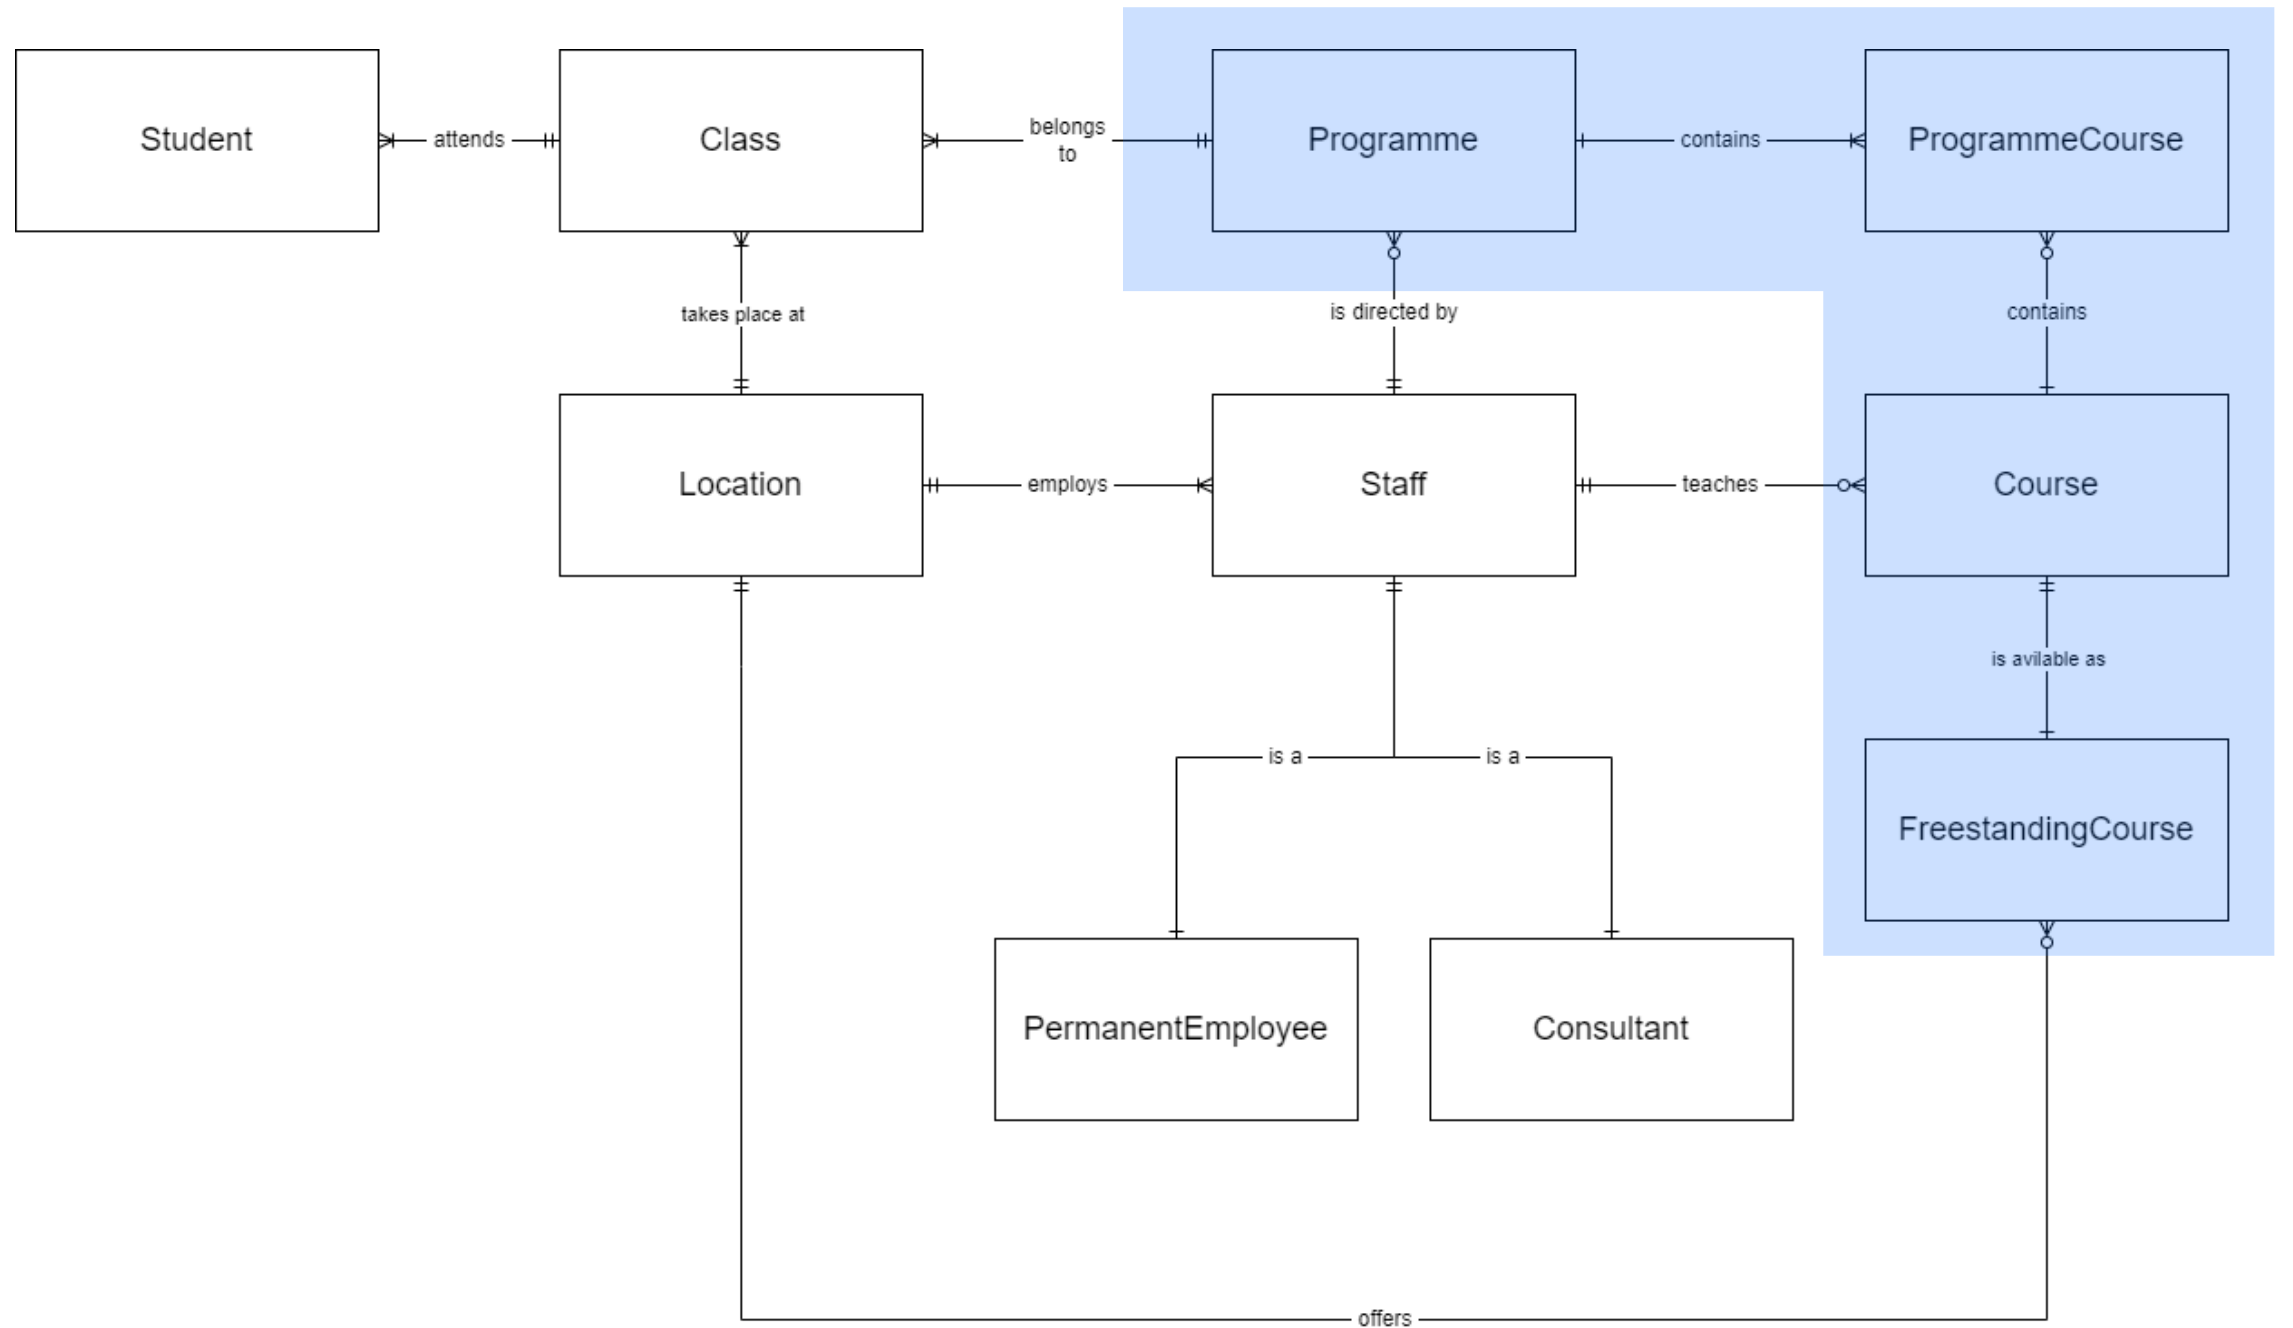 Student
attends
Class
belongs
to
Programme
contains
ProgrammeCourse
takes place at
is directed by
contains
Location
employs
Staff
teaches
Course
is avilable as
is a
is a
FreestandingCourse
PermanentEmployee
Consultant
offers